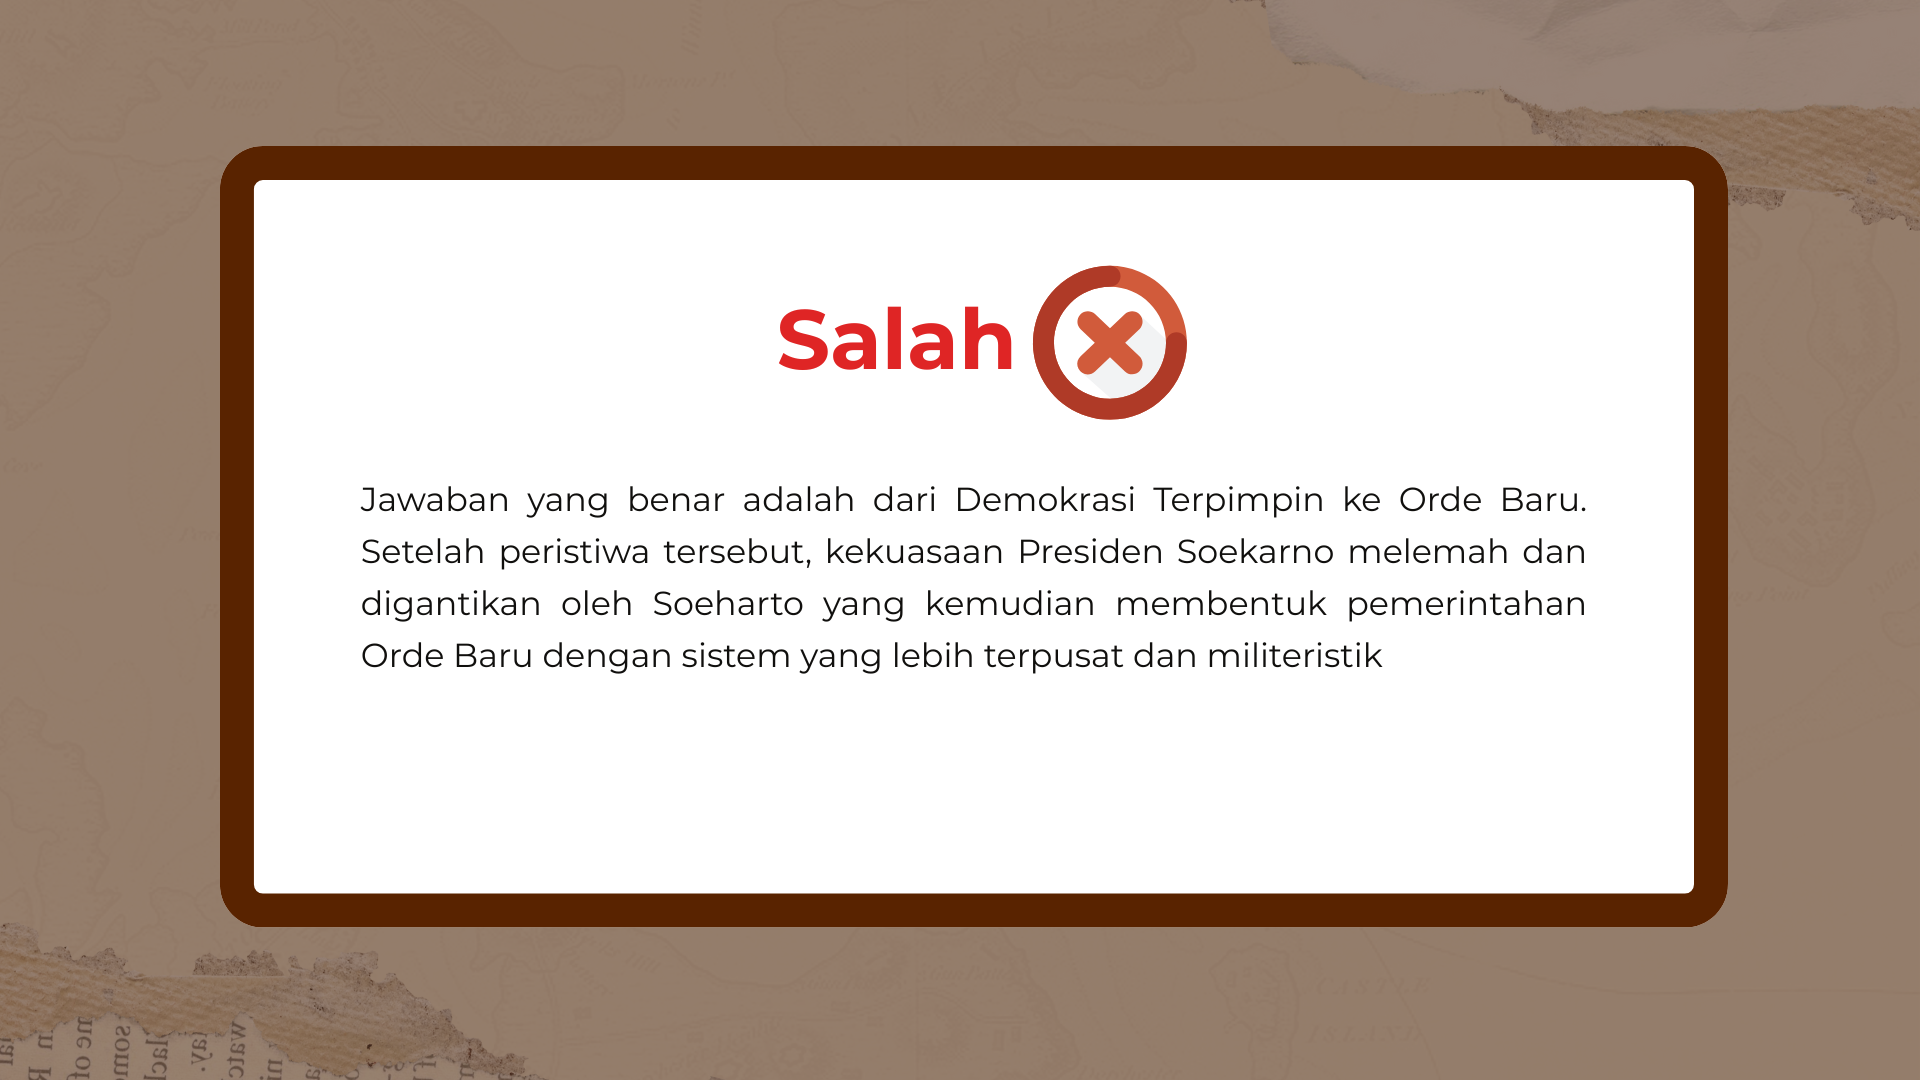 Salah
Jawaban yang benar adalah dari Demokrasi Terpimpin ke Orde Baru.
Setelah peristiwa tersebut, kekuasaan Presiden Soekarno melemah dan
digantikan oleh Soeharto yang kemudian membentuk pemerintahan
Orde Baru dengan sistem yang lebih terpusat dan militeristik